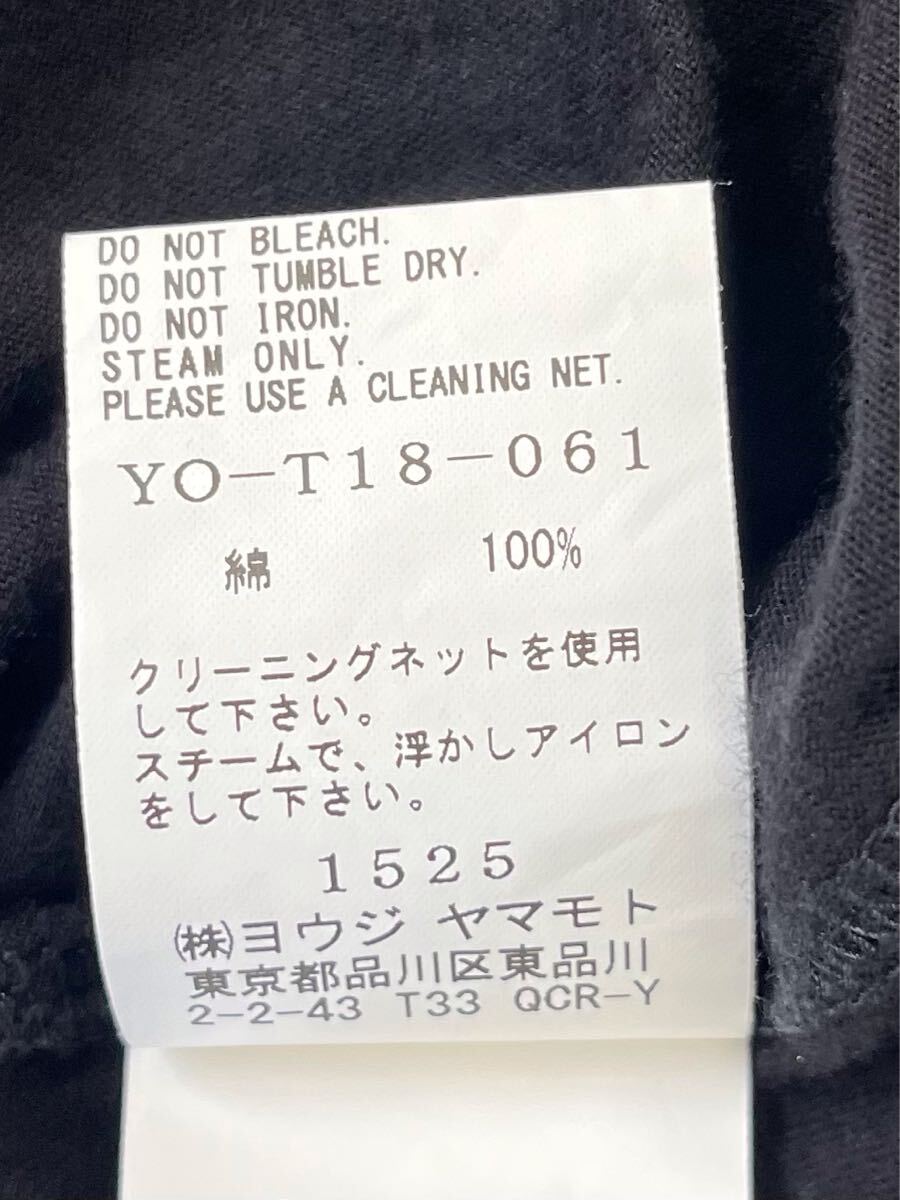 DO NOT BLEACH.
DO NOT TUMBLE DRY.
DO NOT IRON.
STEAM ONLY.
PLEASE USE A CLEANING NET.
YO-T18-061
綿 100%
クリーニングネットを使用
して下さい。
スチームで、浮かしアイロン
をして下さい。
1525
㈱ヨウジ ヤマモト
東京都品川区東品川
2-2-43 T33 QCR-Y